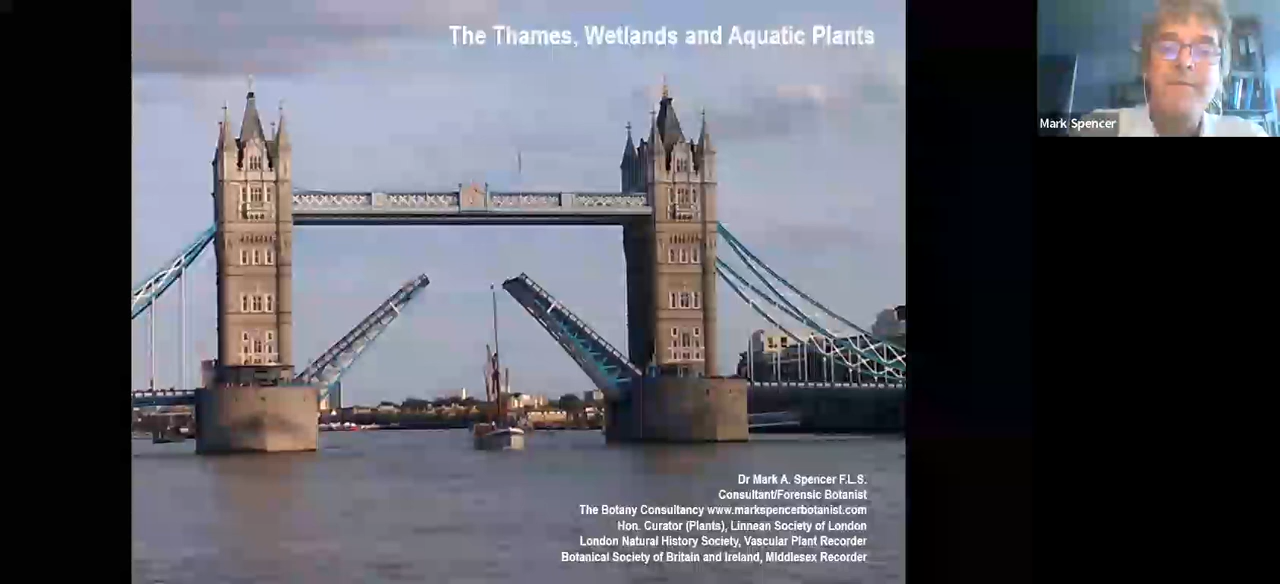 The Thames, Wetlands and Aquatic Plants
Mark Spencer
Dr Mark A. Spencer F.L.S.
Consultant/Forensic Botanist
The Botany Consultancy www.markspencerbotanist.com
Hon. Curator (Plants), Linnean Society of London
London Natural History Society, Vascular Plant Recorder
Botanical Society of Britain and Ireland, Middlesex Recorder